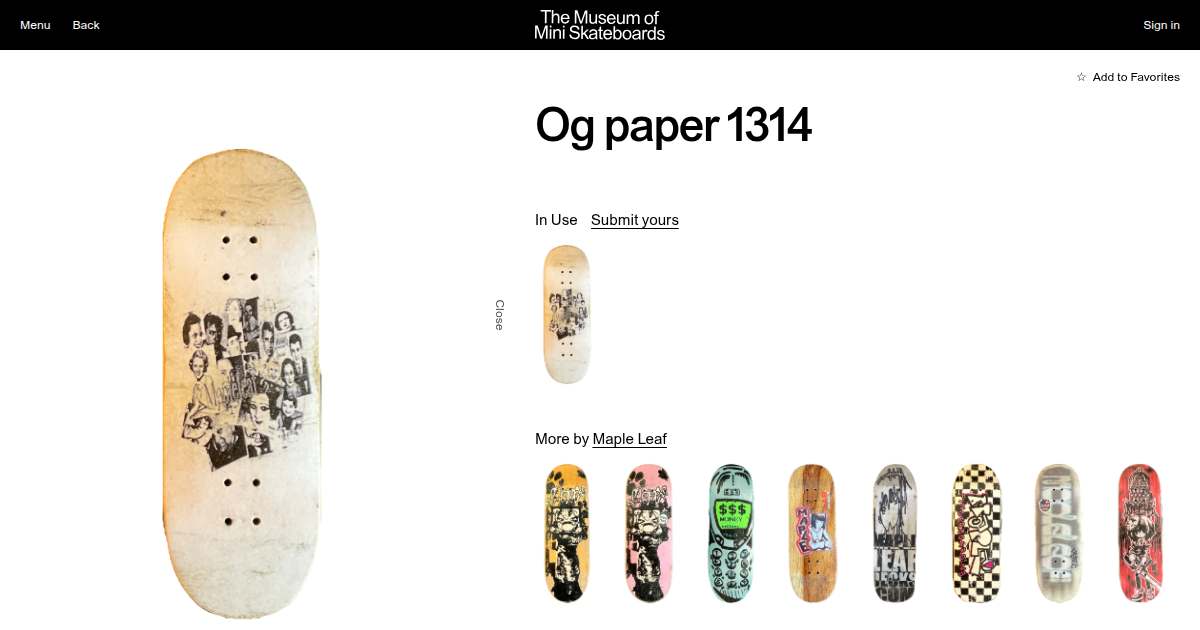 Menu
Back
The Museum of
Mini Skateboards
Sign in
☆ Add to Favorites
Og paper 1314
In Use
Submit yours
Close
More by Maple Leaf
$$$
MONEY
LEAF